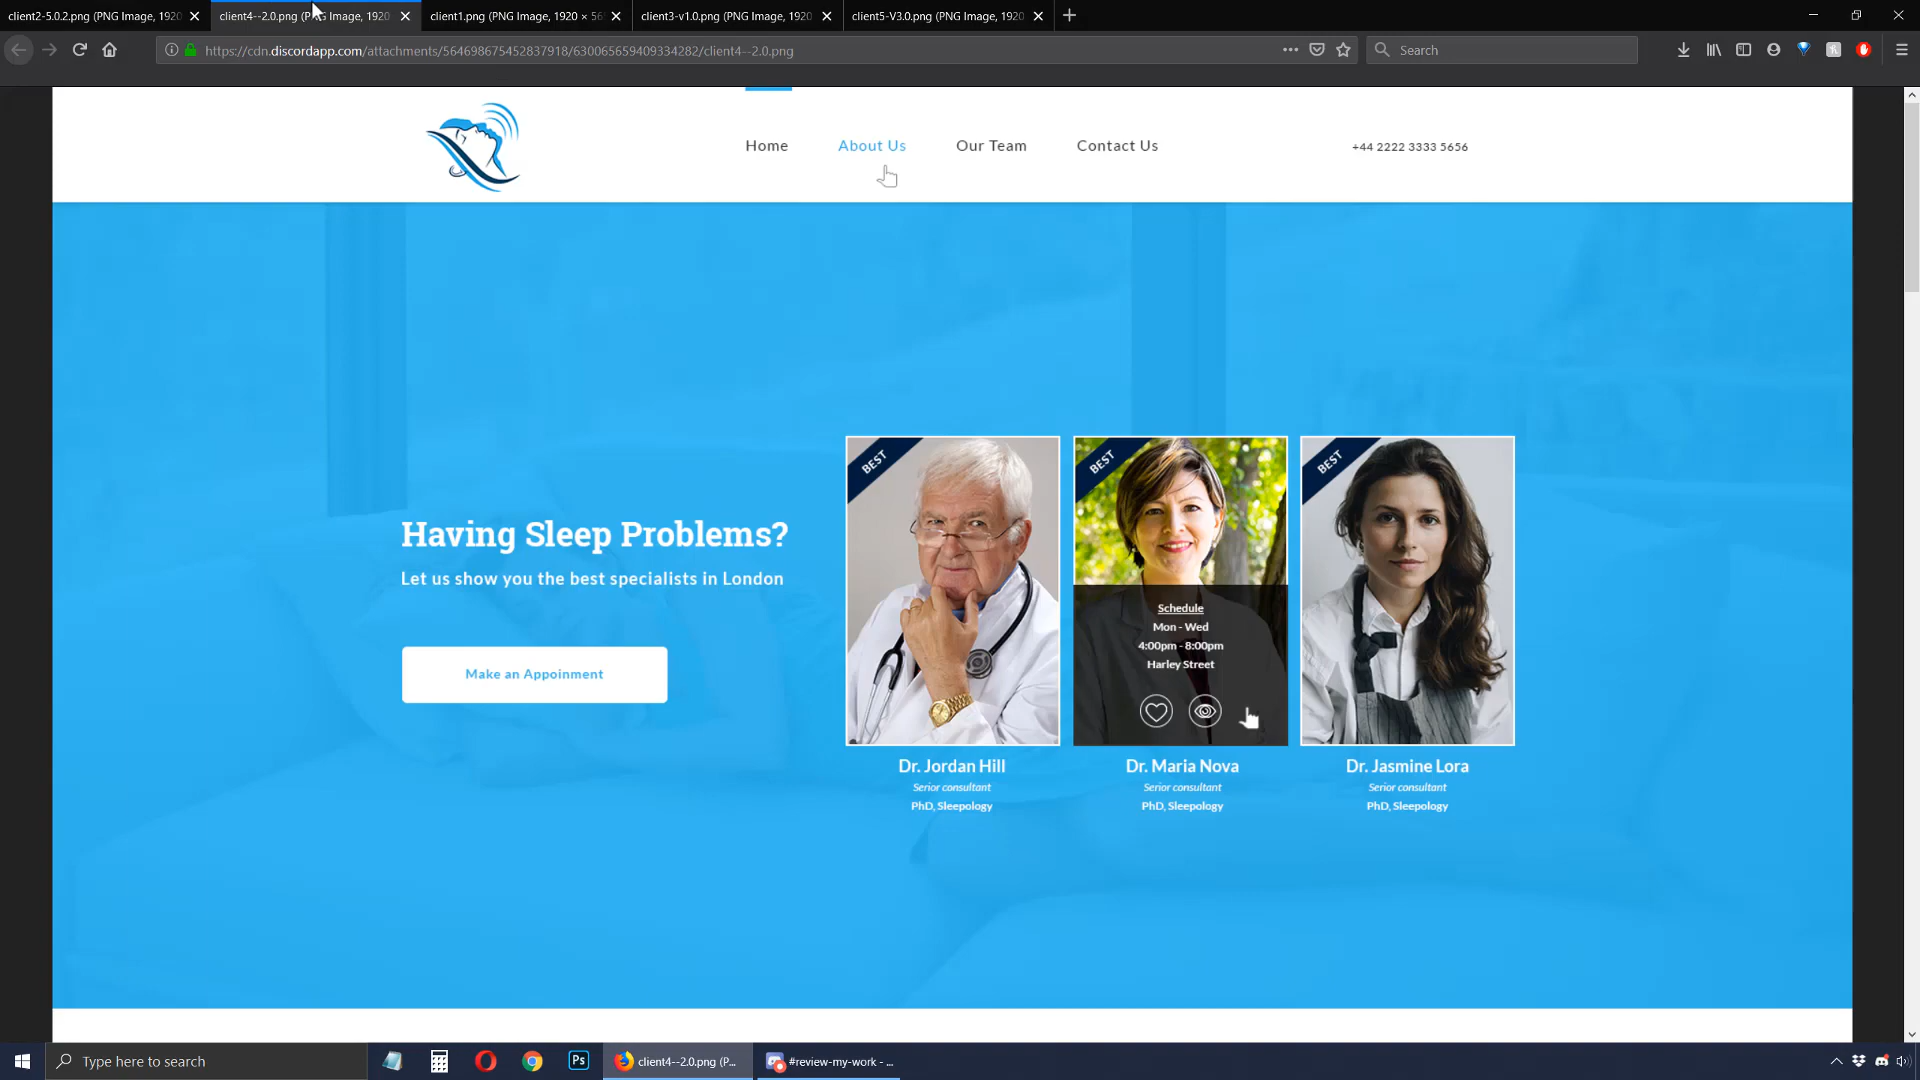 client2-5.0.2.png (PNG Image, 1920
client4--2.0.png (PNG Image, 1920
client1.png (PNG Image, 1920 × 56
client3-v1.0.png (PNG Image, 1920
client5-V3.0.png (PNG Image, 1920
https://cdn.discordapp.com/attachments/564698675452837918/630065659409334282/client4--2.0.png
Search
Home
About Us
Our Team
Contact Us
+44 2222 3333 5656
Having Sleep Problems?
Let us show you the best specialists in London
Make an Appoinment
BEST
BEST
BEST
Schedule
Mon - Wed
4:00pm - 8:00pm
Harley Street
Dr. Jordan Hill
Serior consultant
PhD, Sleepology
Dr. Maria Nova
Serior consultant
PhD, Sleepology
Dr. Jasmine Lora
Serior consultant
PhD, Sleepology
Type here to search
Ps
client4--2.0.png (P...
#review-my-work - ...